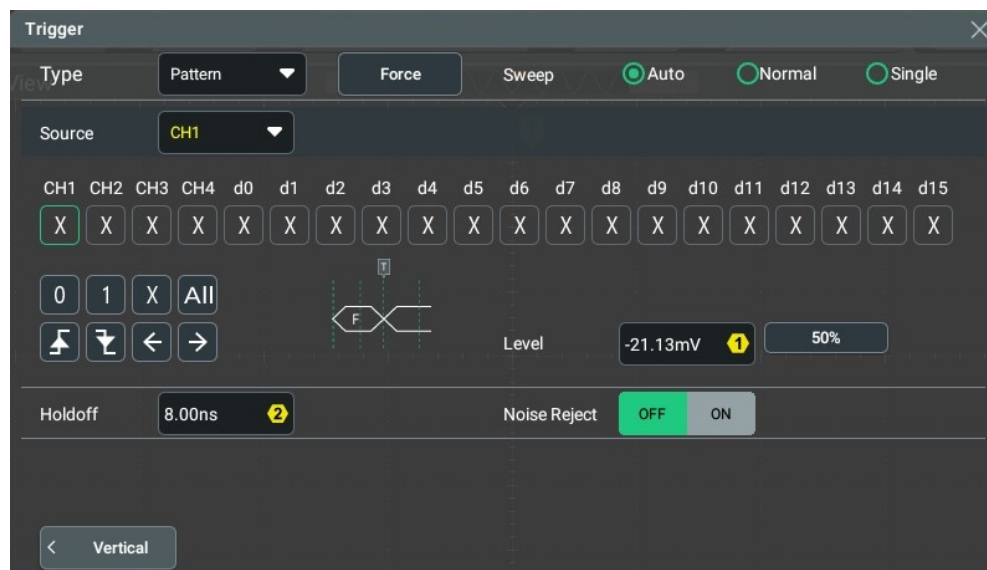 Trigger
View
Type Pattern Force Sweep Auto Normal Single
Source CH1
CH1 CH2 CH3 CH4 d0 d1 d2 d3 d4 d5 d6 d7 d8 d9 d10 d11 d12 d13 d14 d15
X X X X X X X X X X X X X X X X X X X X
T
0 1 X All
F
Level -21.13mV 1 50%
Holdoff 8.00ns 2 Noise Reject OFF ON
< Vertical